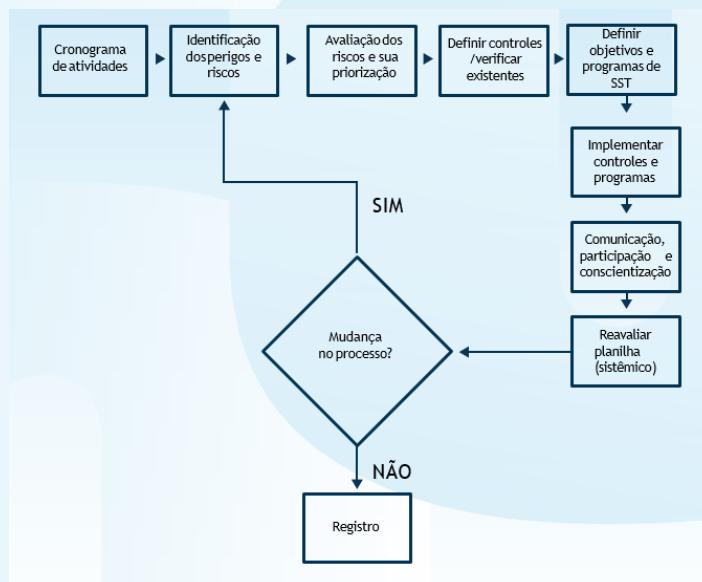 Cronograma
de atividades
Identificação
dos perigos e
riscos
Avaliação dos
riscos e sua
priorização
Definir controles
/verificar
existentes
Definir
objetivos e
programas de
SST
Implementar
controles e
programas
Comunicação,
participação e
conscientização
Reavaliar
planilha
(sistêmico)
SIM
Mudança
no processo?
NÃO
Registro